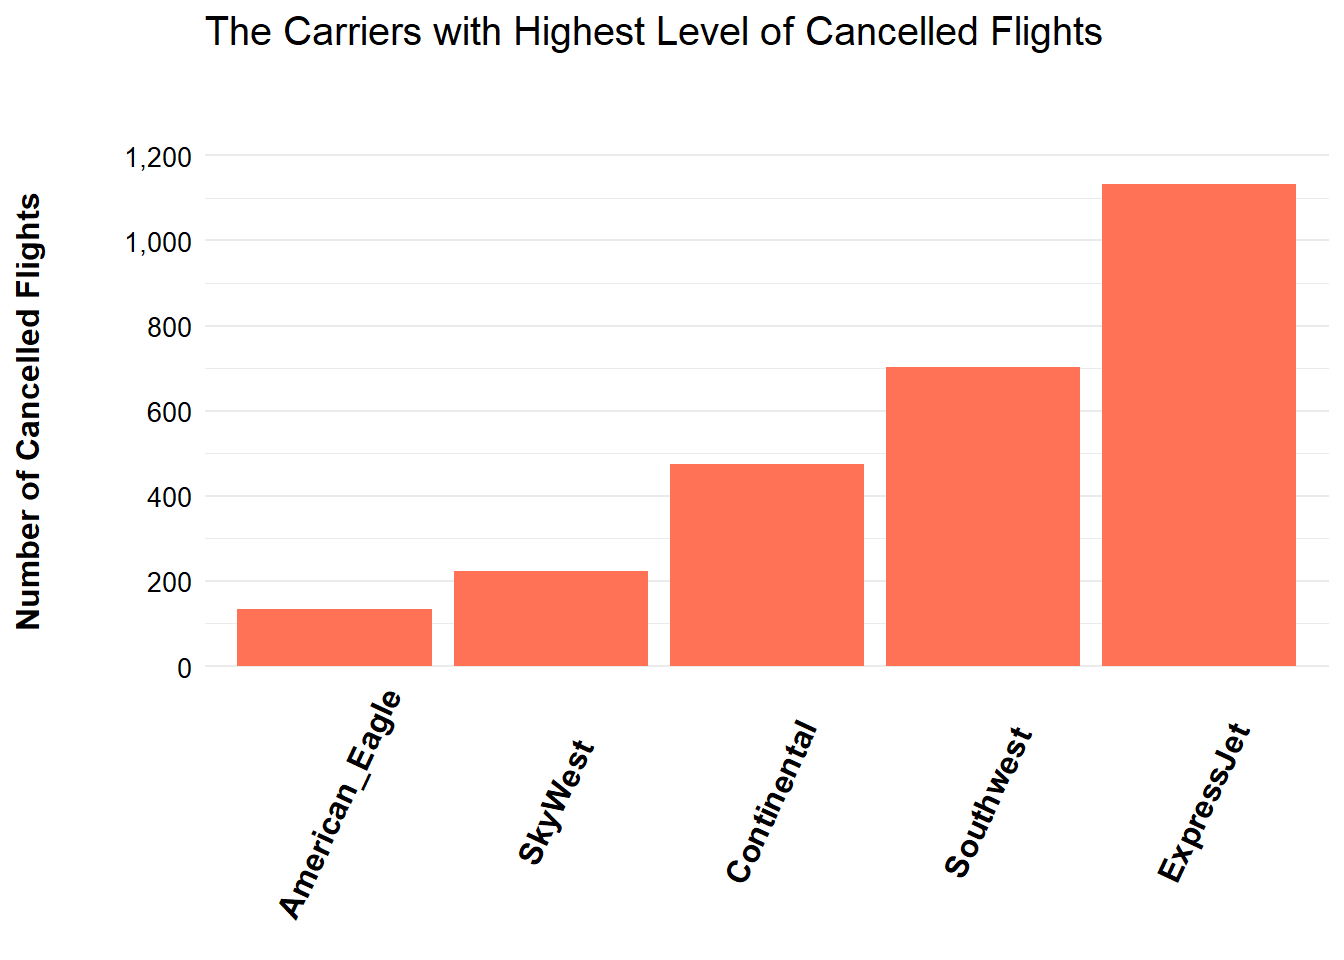 The Carriers with Highest Level of Cancelled Flights
Number of Cancelled Flights
1,200
1,000
800
600
400
200
0
American_Eagle
SkyWest
Continental
Southwest
ExpressJet